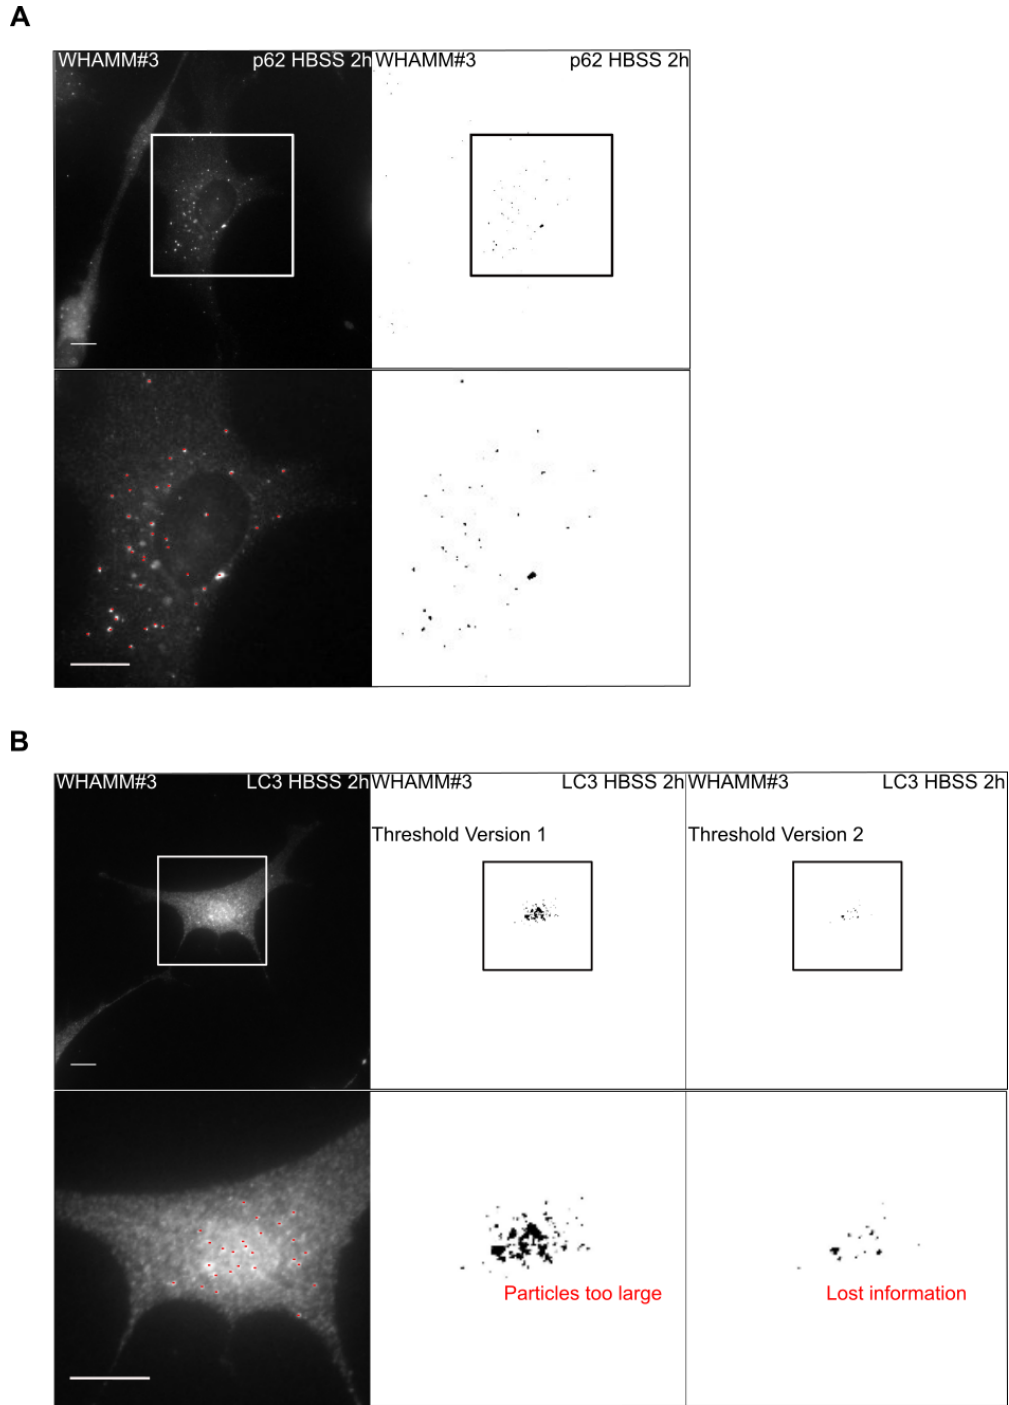 A
WHAMM#3 p62 HBSS 2h WHAMM#3 p62 HBSS 2h
B
WHAMM#3 LC3 HBSS 2h WHAMM#3 LC3 HBSS 2h WHAMM#3 LC3 HBSS 2h
Threshold Version 1 Threshold Version 2
Particles too large Lost information